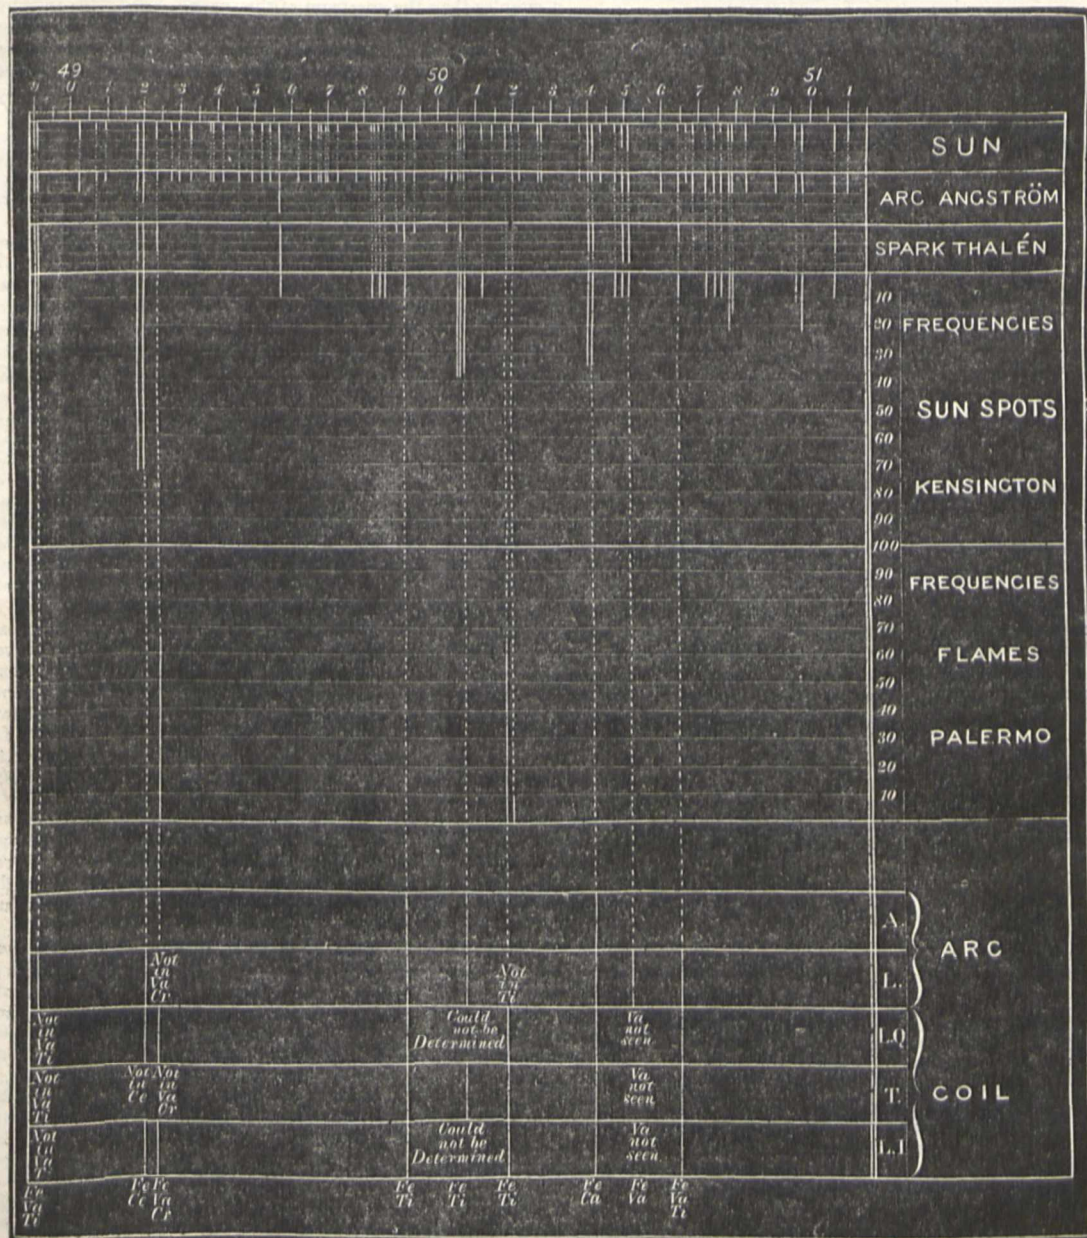 49 50 51
0 1 2 3 4 5 6 7 8 9 0 1 2 3 4 5 6 7 8 9 0 1
SUN
ARC ANGSTRÖM
SPARK THALÉN
10
20 FREQUENCIES
30
40
50 SUN SPOTS
60
70
80 KENSINGTON
90
100
90 FREQUENCIES
80
70
60 FLAMES
50
40
30 PALERMO
20
10
A.
ARC
Not
in
Va
Cr
Not
in
Ti
L.
Not
in
Va
Ti
Could
not be
Determined
Va
not
seen
L.Q
Not
in
Va
Ti
Not
in
Ce
Not
in
Va
Cr
Va
not
seen
T.
COIL
Not
in
Va
Ti
Could
not be
Determined
Va
not
seen
L.I
Fe
Va
Ti
Fe
Ce
Fe
Va
Cr
Fe
Ti
Fe
Ti
Fe
Ti
Fe
Ca
Fe
Va
Fe
Va
Ti